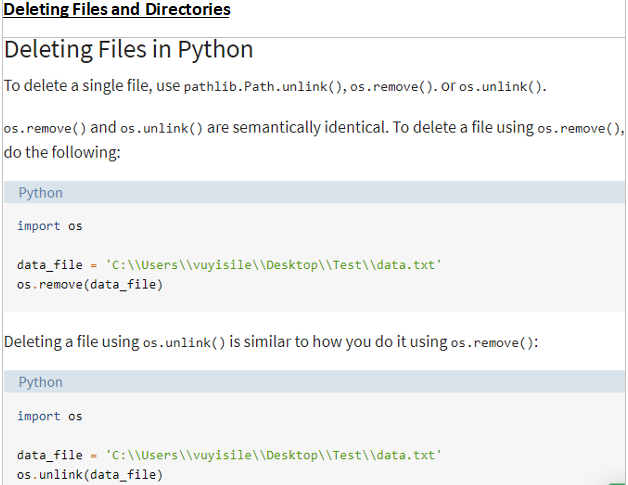 Deleting Files and Directories
Deleting Files in Python
To delete a single file, use pathlib.Path.unlink(), os.remove(). or os.unlink().
os.remove() and os.unlink() are semantically identical. To delete a file using os.remove(),
do the following:
Python
import os
data_file = 'C:\\Users\\vuyisile\\Desktop\\Test\\data.txt'
os.remove(data_file)
Deleting a file using os.unlink() is similar to how you do it using os.remove():
Python
import os
data_file = 'C:\\Users\\vuyisile\\Desktop\\Test\\data.txt'
os.unlink(data_file)